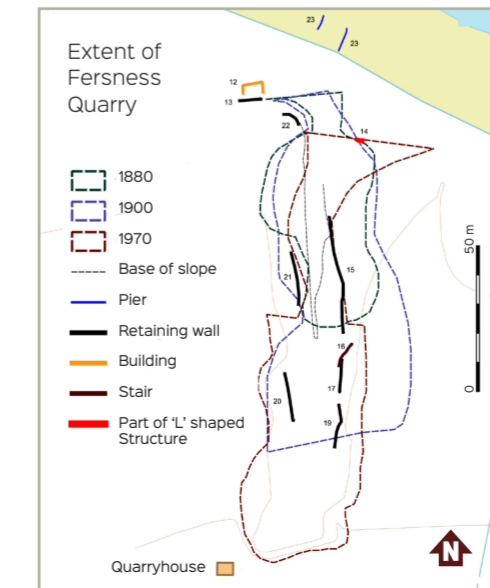 Extent of
Fersness
Quarry
1880
1900
1970
Base of slope
Pier
Retaining wall
Building
Stair
Part of 'L' shaped
Structure
Quarryhouse
23
23
12
13
22
14
21
15
16
17
20
19
50 m
0
N